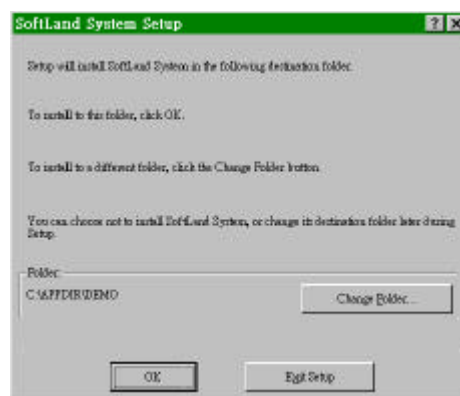 SoftLand System Setup
Setup will install SoftLand System in the following destination folder.
To install to this folder, click OK.
To install to a different folder, click the Change Folder button.
You can choose not to install SoftLand System, or change its destination folder later during
Setup.
Folder:
C:\APPDIR\DEMO
Change Folder...
OK
Exit Setup